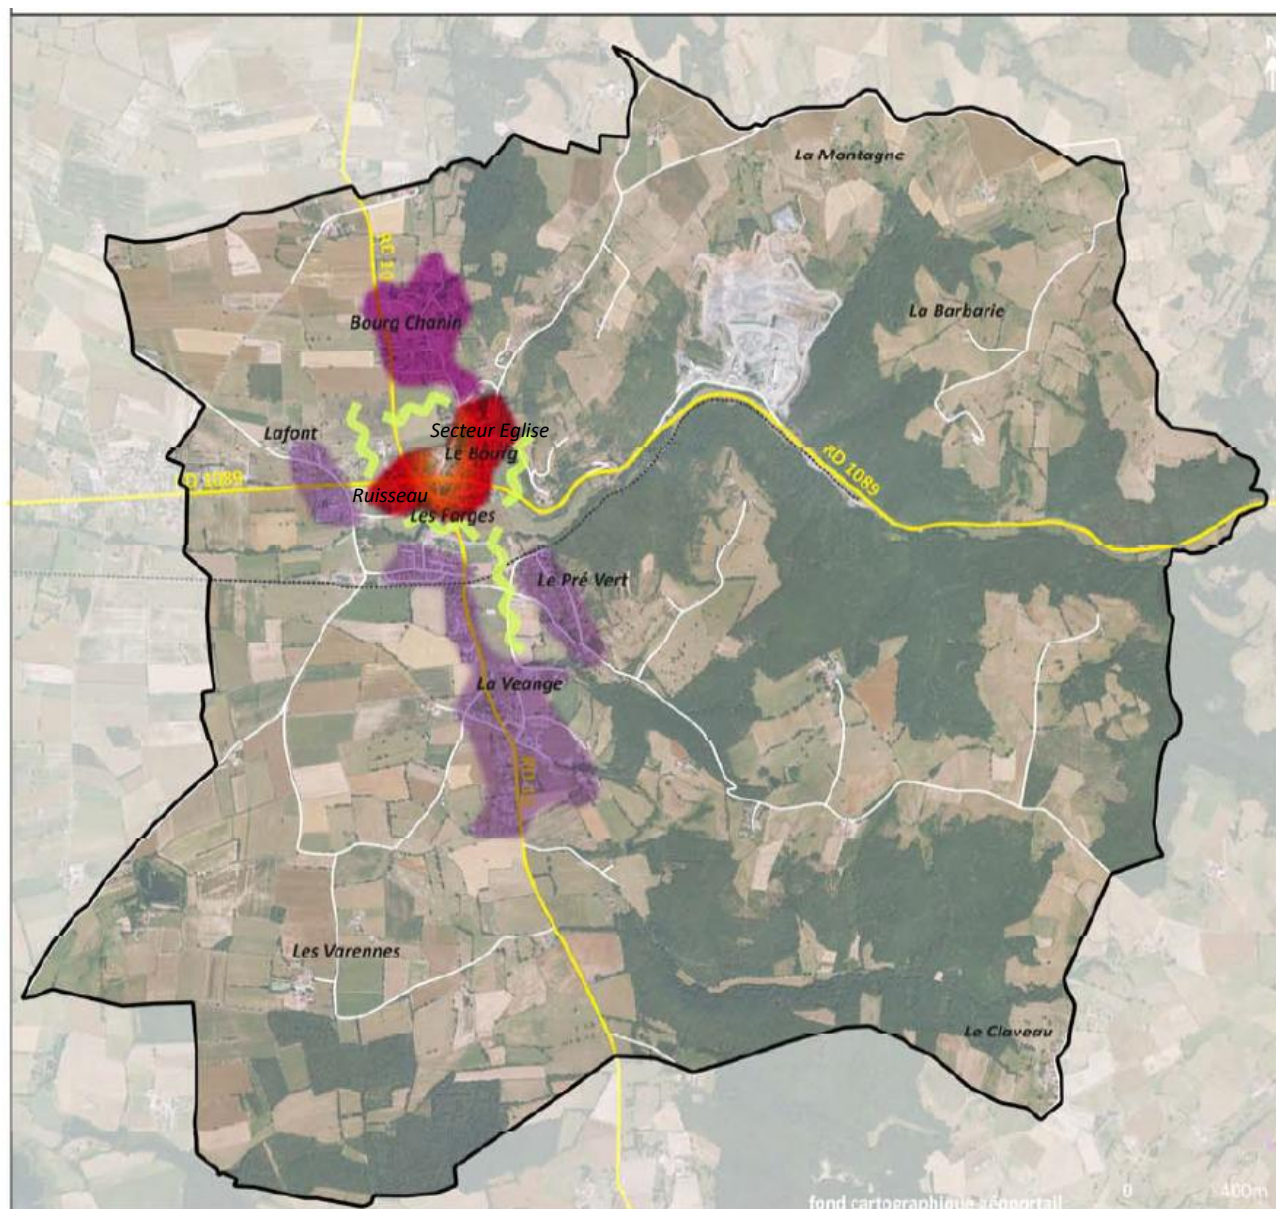 La Montagne
RD 10
La Barbarie
Bourg Chanin
Secteur Eglise
Lafont
Le Bourg
RD 1089
D 1089
Ruisseau
Les Forges
Le Pré Vert
La Veange
Les Varennes
Le Claveau
0 400m
fond cartographique géoportail